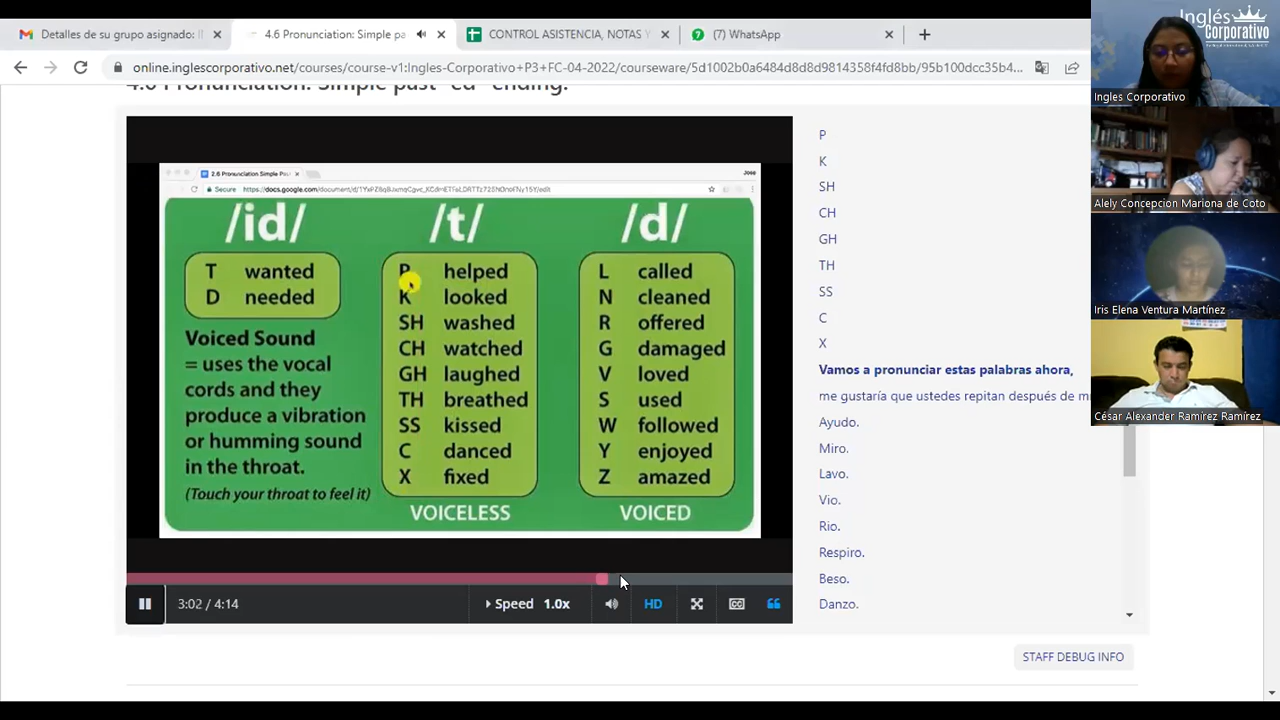 Detalles de su grupo asignado: I
4.6 Pronunciation: Simple pa
CONTROL ASÍSTENCIA, NOTAS Y
(7) WhatsApp
online.inglescorporativo.net/courses/course-v1:Ingles-Corporativo+P3+FC-04-2022/courseware/5d1002b0a6484d8d8d9814358f4fd8bb/95b100dcc35b4...
4.6 Pronunciation: Simple past "ed" ending.
2.6 Pronunciation Simple Pas
Jose
Secure
/id/
T wanted
D needed
Voiced Sound
= uses the vocal
cords and they
produce a vibration
or humming sound
in the throat.
(Touch your throat to feel it)
/t/
P helped
K looked
SH washed
CH watched
GH laughed
TH breathed
SS kissed
C danced
X fixed
VOICELESS
/d/
L called
N cleaned
R offered
G damaged
V loved
S used
W followed
Y enjoyed
Z amazed
VOICED
3:02 / 4:14
Speed 1.0x
HD
P
K
SH
CH
GH
TH
SS
C
X
Vamos a pronunciar estas palabras ahora,
me gustaría que ustedes repitan después de
Ayudo.
Miro.
Lavo.
Vio.
Rio.
Respiro.
Beso.
Danzo.
STAFF DEBUG INFO
Inglés
Corporativo
Ingles Corporativo
Alely Concepcion Mariona de Coto
Iris Elena Ventura Martínez
César Alexander Ramírez Ramírez